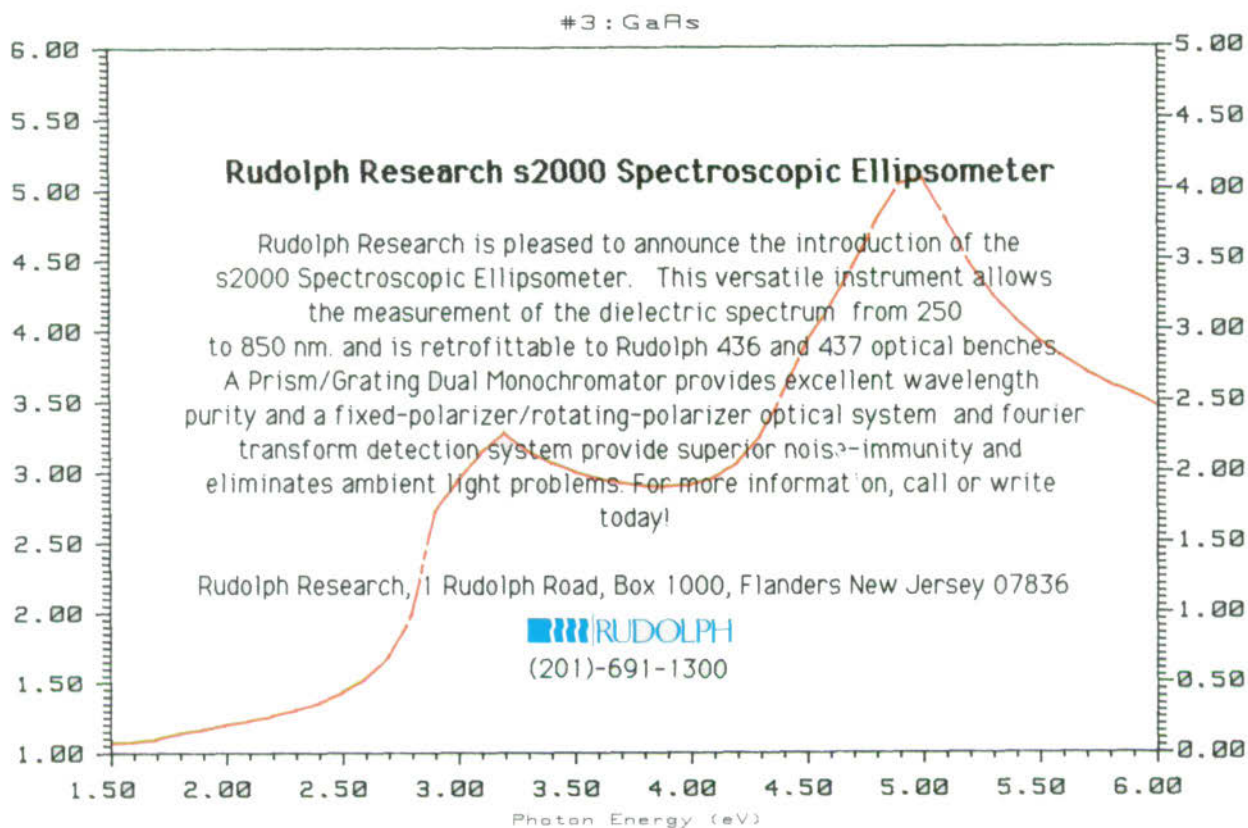 #3:GaAs
6.00
5.50
5.00
4.50
4.00
3.50
3.00
2.50
2.00
1.50
1.00
5.00
4.50
4.00
3.50
3.00
2.50
2.00
1.50
1.00
0.50
0.00
Rudolph Research s2000 Spectroscopic Ellipsometer
Rudolph Research is pleased to announce the introduction of the
s2000 Spectroscopic Ellipsometer. This versatile instrument allows
the measurement of the dielectric spectrum from 250
to 850 nm. and is retrofittable to Rudolph 436 and 437 optical benches.
A Prism/Grating Dual Monochromator provides excellent wavelength
purity and a fixed-polarizer/rotating-polarizer optical system and fourier
transform detection system provide superior noise-immunity and
eliminates ambient light problems. For more information, call or write
today!
Rudolph Research, 1 Rudolph Road, Box 1000, Flanders New Jersey 07836
RUDOLPH
(201)-691-1300
1.50 2.00 2.50 3.00 3.50 4.00 4.50 5.00 5.50 6.00
Photon Energy (eV)